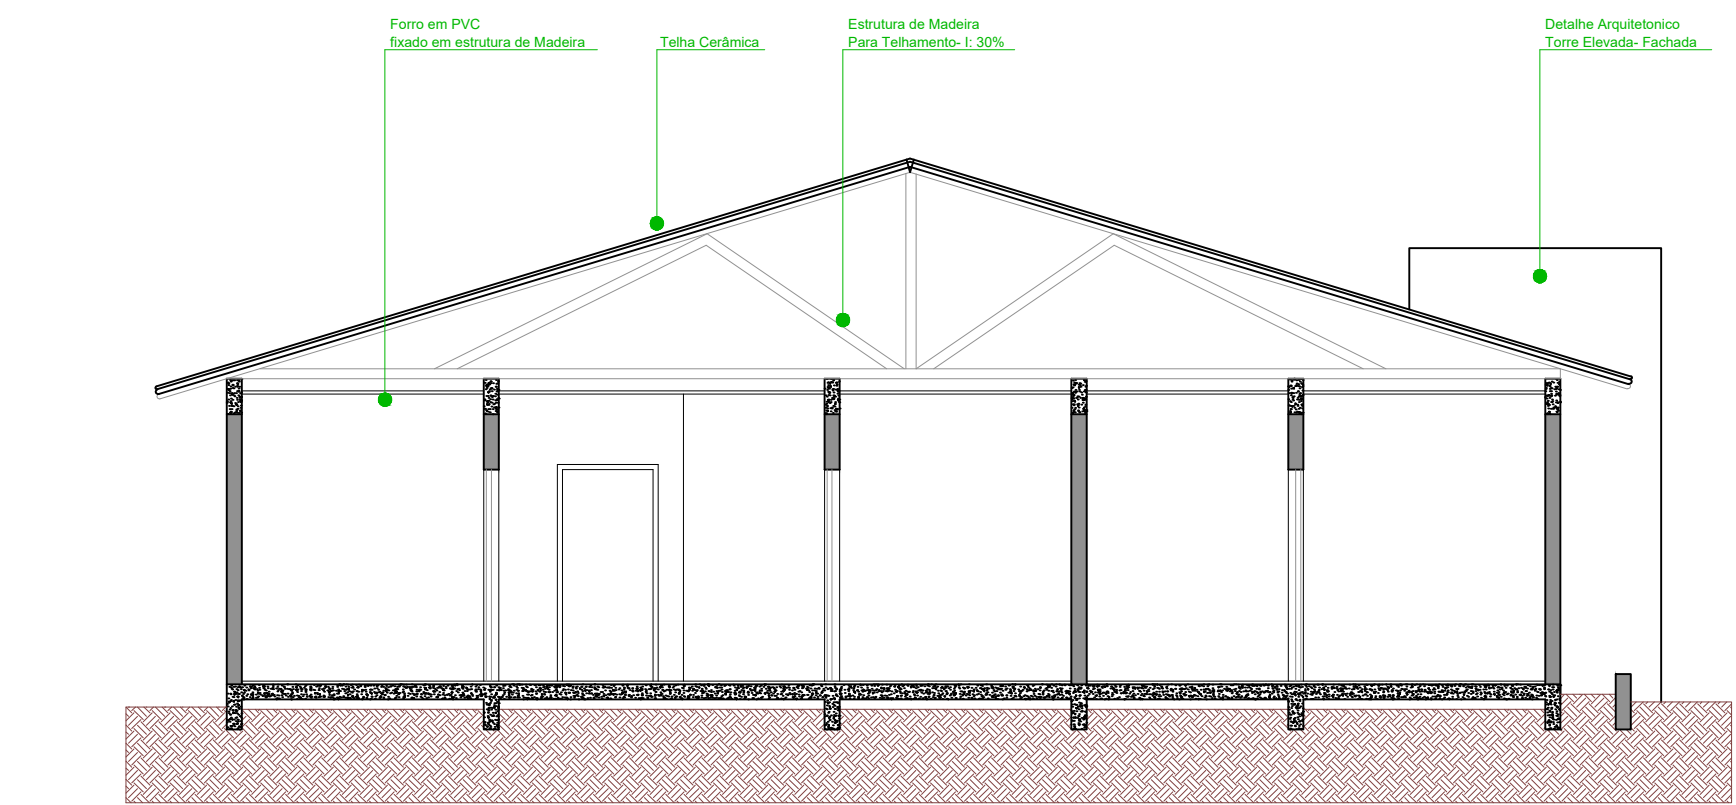 Forro em PVC
fixado em estrutura de Madeira
Telha Cerâmica
Estrutura de Madeira
Para Telhamento- I: 30%
Detalhe Arquitetonico
Torre Elevada- Fachada